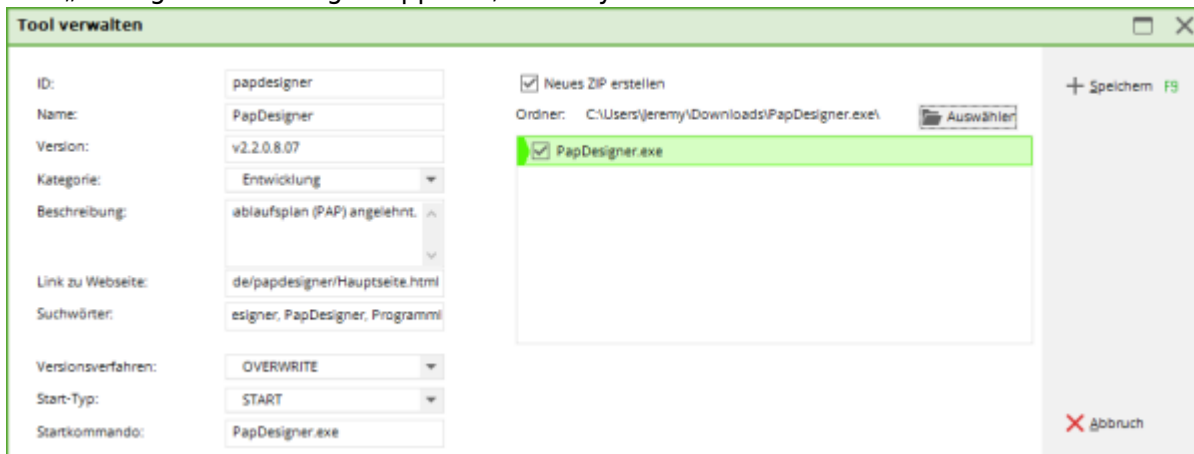 Tool verwalten
ID: papdesigner
Name: PapDesigner
Version: v2.2.0.8.07
Kategorie: Entwicklung
Beschreibung: ablaufsplan (PAP) angelehnt.
Link zu Webseite: de/papdesigner/Hauptseite.html
Suchwörter: esigner, PapDesigner, Programml
Versionsverfahren: OVERWRITE
Start-Typ: START
Startkommando: PapDesigner.exe
Neues ZIP erstellen
Ordner: C:\Users\Jeremy\Downloads\PapDesigner.exe\ Auswählen
PapDesigner.exe
Speichern F9
Abbruch